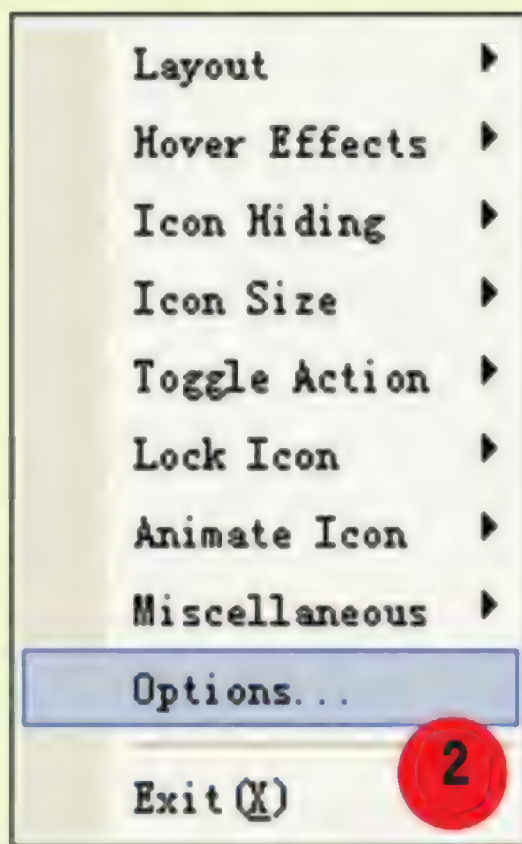 Layout
Hover Effects
Icon Hiding
Icon Size
Toggle Action
Lock Icon
Animate Icon
Miscellaneous
Options...
2
Exit(X)